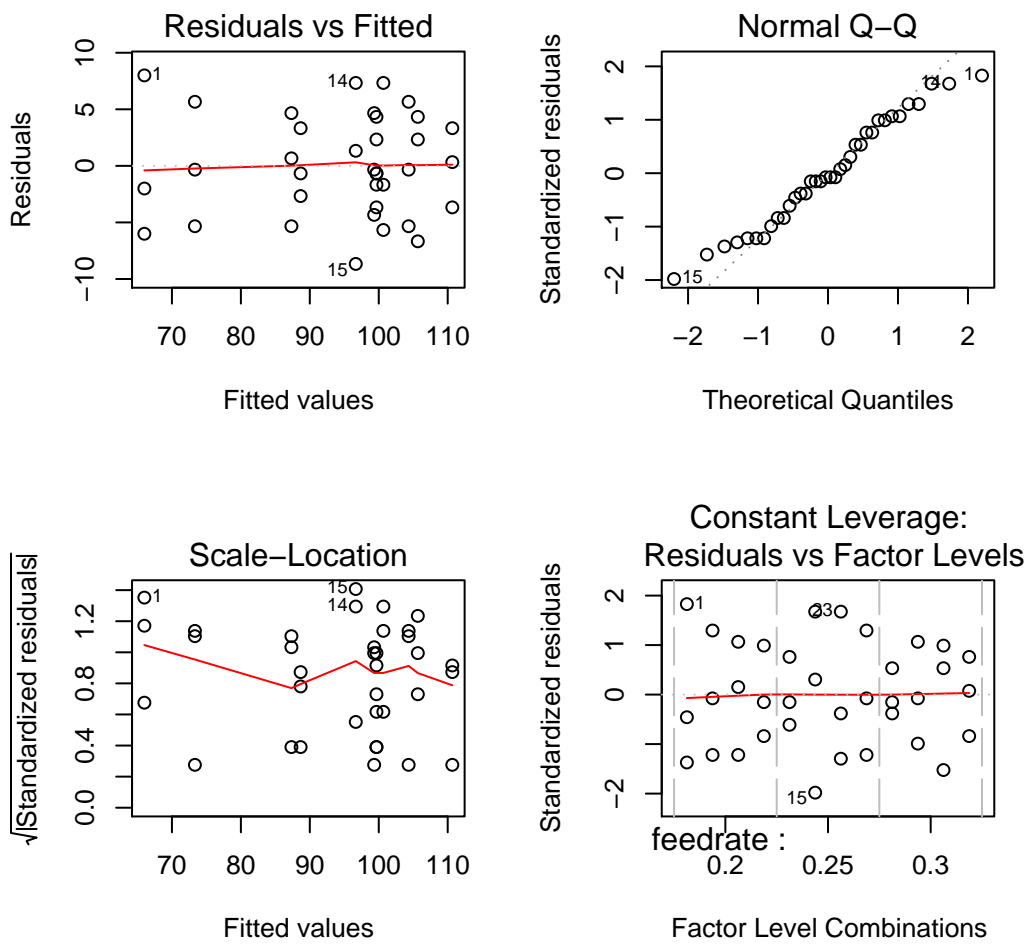 Residuals vs Fitted
Residuals
10
5
0
−10
1
14
15
70 80 90 100 110
Fitted values
Normal Q−Q
Standardized residuals
2
1
0
−1
−2
14
1
15
−2 −1 0 1 2
Theoretical Quantiles
Scale−Location
√|Standardized residuals|
1.2
0.8
0.4
0.0
1
15
14
70 80 90 100 110
Fitted values
Constant Leverage:
Residuals vs Factor Levels
Standardized residuals
2
1
0
−2
1
23
15
feedrate :
0.2 0.25 0.3
Factor Level Combinations